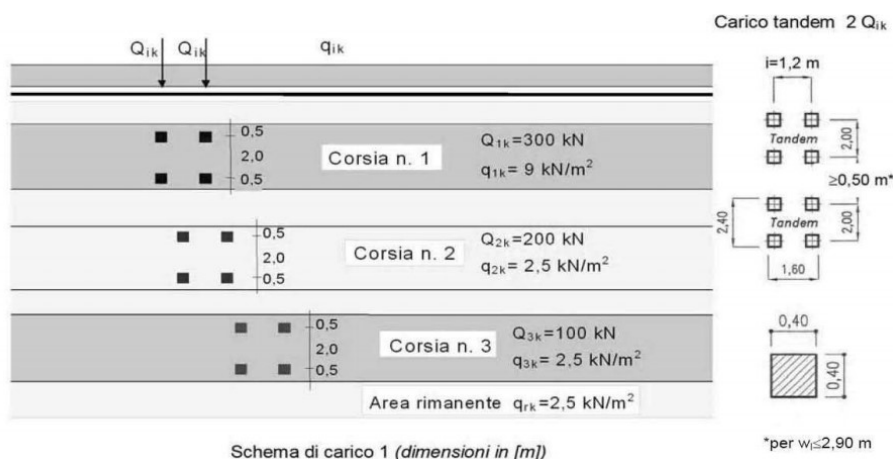 Carico tandem 2 Qik
Qik Qik qik
i=1,2 m
0,5
2,0
0,5
Corsia n. 1
Q1k=300 kN
q1k= 9 kN/m²
Tandem
2,00
≥0,50 m*
0,5
2,0
0,5
Corsia n. 2
Q2k=200 kN
q2k= 2,5 kN/m²
2,40
Tandem
2,00
1,60
0,5
2,0
0,5
Corsia n. 3
Q3k=100 kN
q3k= 2,5 kN/m²
0,40
0,40
Area rimanente qrk=2,5 kN/m²
Schema di carico 1 (dimensioni in [m])
*per wl≤2,90 m